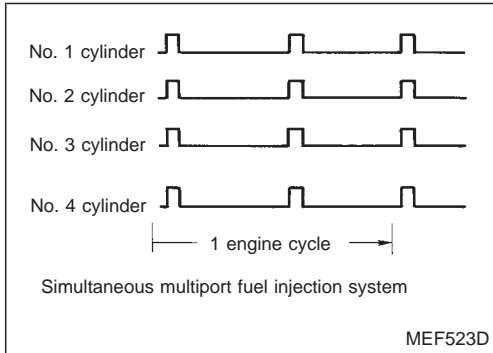 No. 1 cylinder
No. 2 cylinder
No. 3 cylinder
No. 4 cylinder
1 engine cycle
Simultaneous multiport fuel injection system
MEF523D